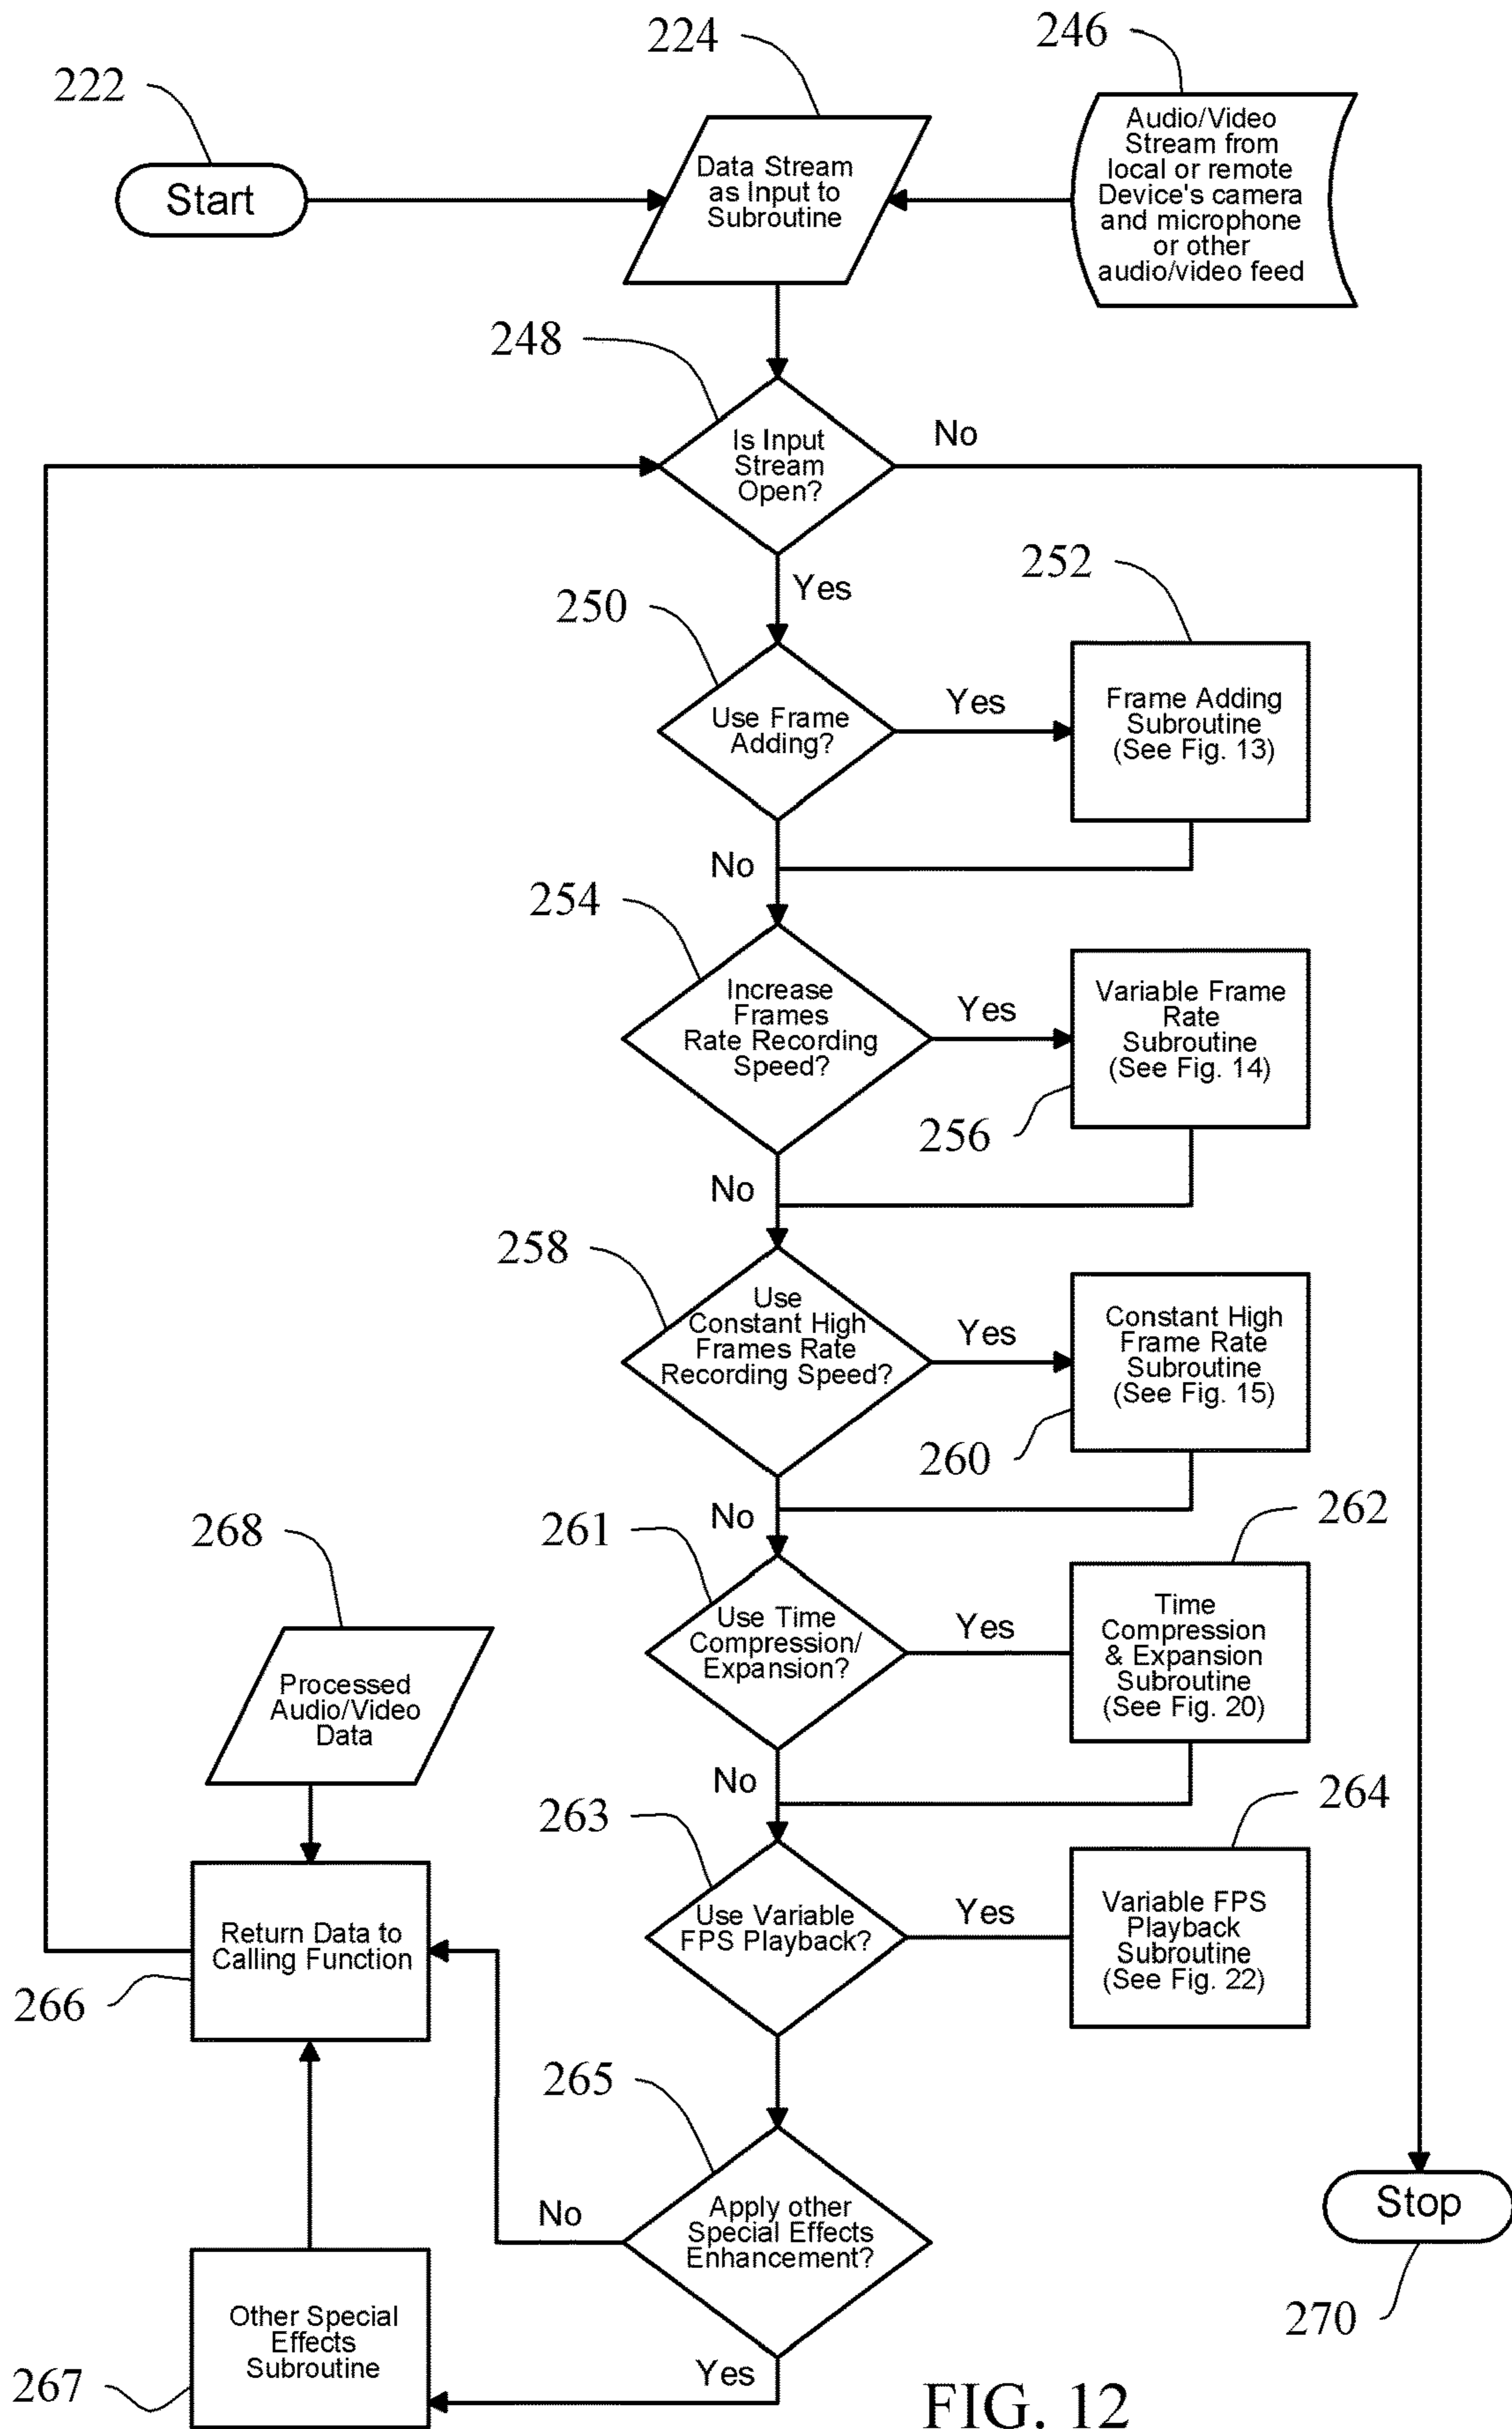 224
246
222
Start
Data Stream
as Input to
Subroutine
Audio/Video
Stream from
local or remote
Device's camera
and microphone
or other
audio/video feed
248
Is Input
Stream
Open?
No
Yes
250
252
Use Frame
Adding?
Yes
Frame Adding
Subroutine
(See Fig. 13)
No
254
Increase
Frames
Rate Recording
Speed?
Yes
Variable Frame
Rate
Subroutine
(See Fig. 14)
256
No
258
Use
Constant High
Frames Rate
Recording Speed?
Yes
Constant High
Frame Rate
Subroutine
(See Fig. 15)
260
No
261
262
268
Use Time
Compression/
Expansion?
Yes
Time
Compression
& Expansion
Subroutine
(See Fig. 20)
Processed
Audio/Video
Data
No
263
264
Use Variable
FPS Playback?
Yes
Variable FPS
Playback
Subroutine
(See Fig. 22)
Return Data to
Calling Function
266
265
Apply other
Special Effects
Enhancement?
No
Yes
Stop
270
Other Special
Effects
Subroutine
267
FIG. 12